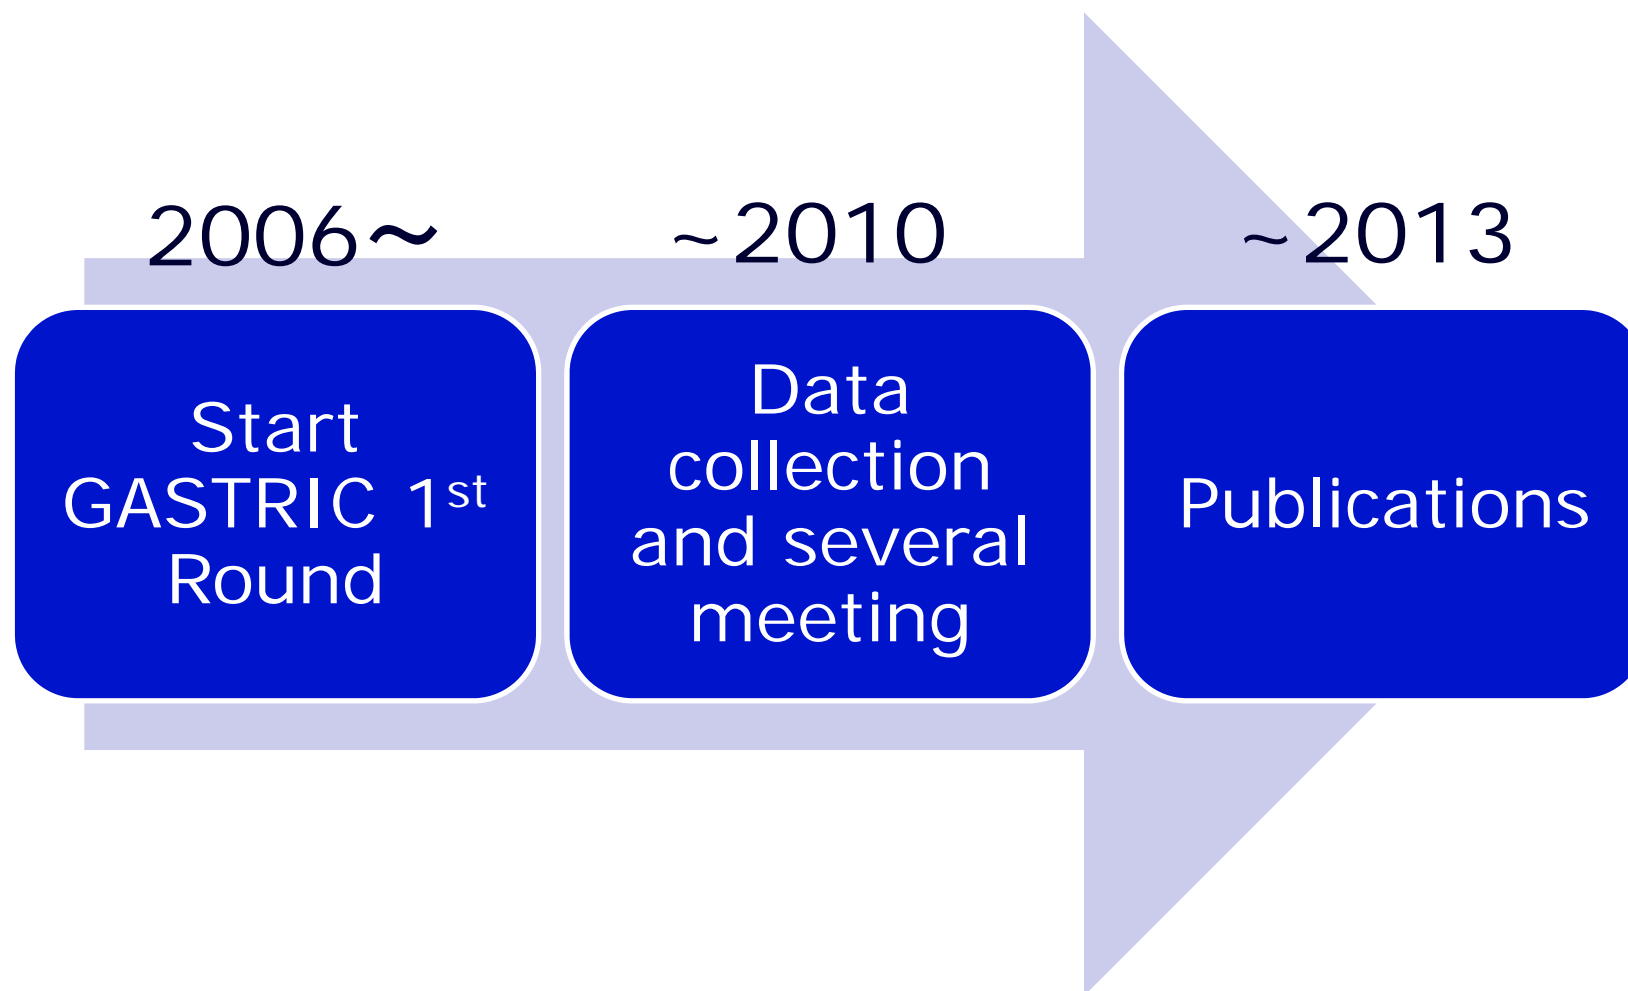 2006～
~2010
~2013
Start
GASTRIC 1st
Round
Data
collection
and several
meeting
Publications